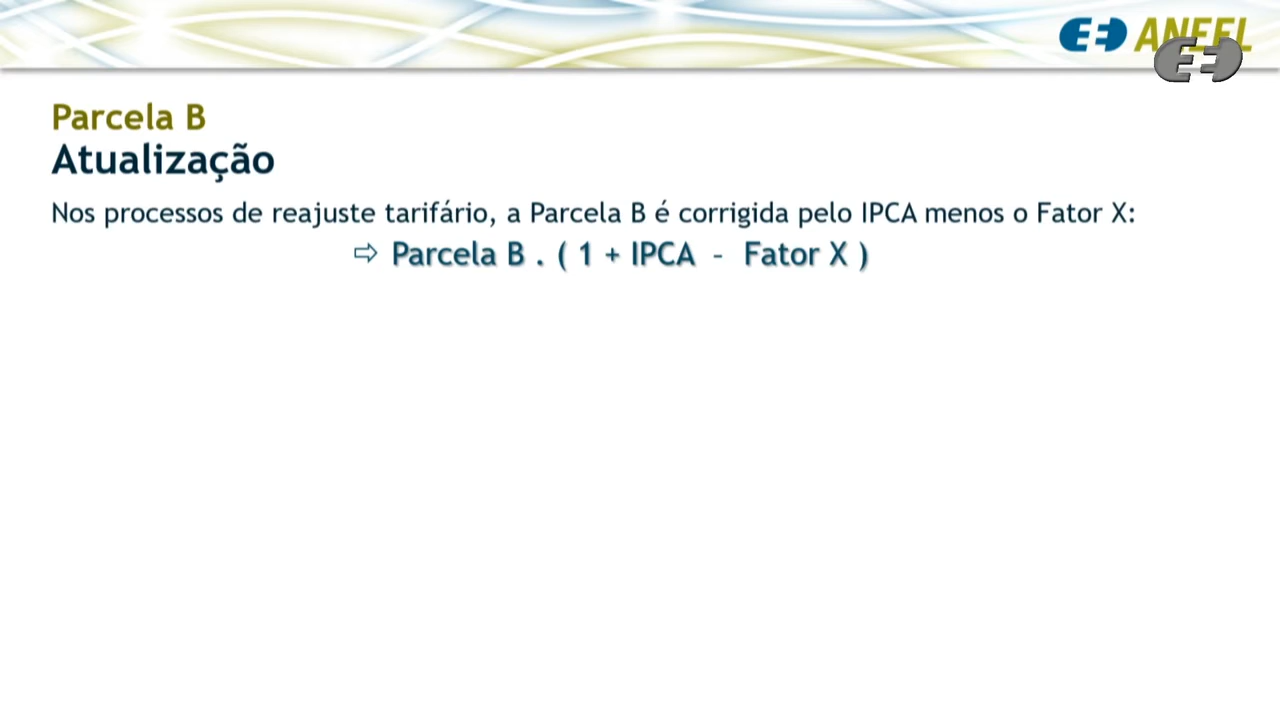 ANEEL
Parcela B
Atualização
Nos processos de reajuste tarifário, a Parcela B é corrigida pelo IPCA menos o Fator X:
⇨ Parcela B . ( 1 + IPCA - Fator X )